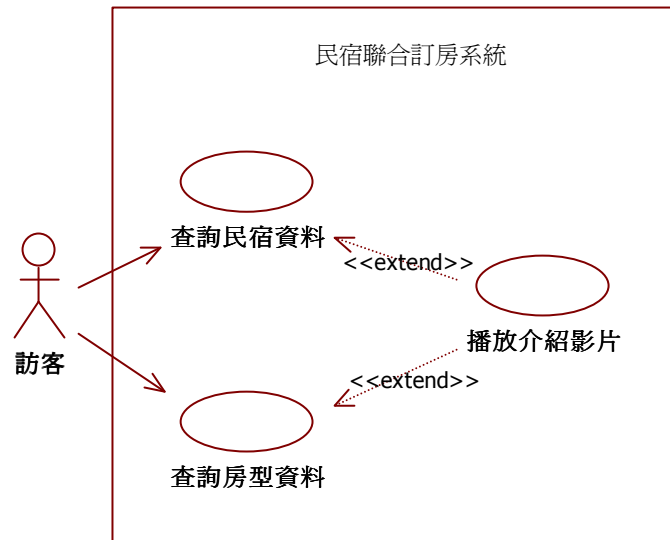 民宿聯合訂房系統
查詢民宿資料
<<extend>>
播放介紹影片
訪客
<<extend>>
查詢房型資料